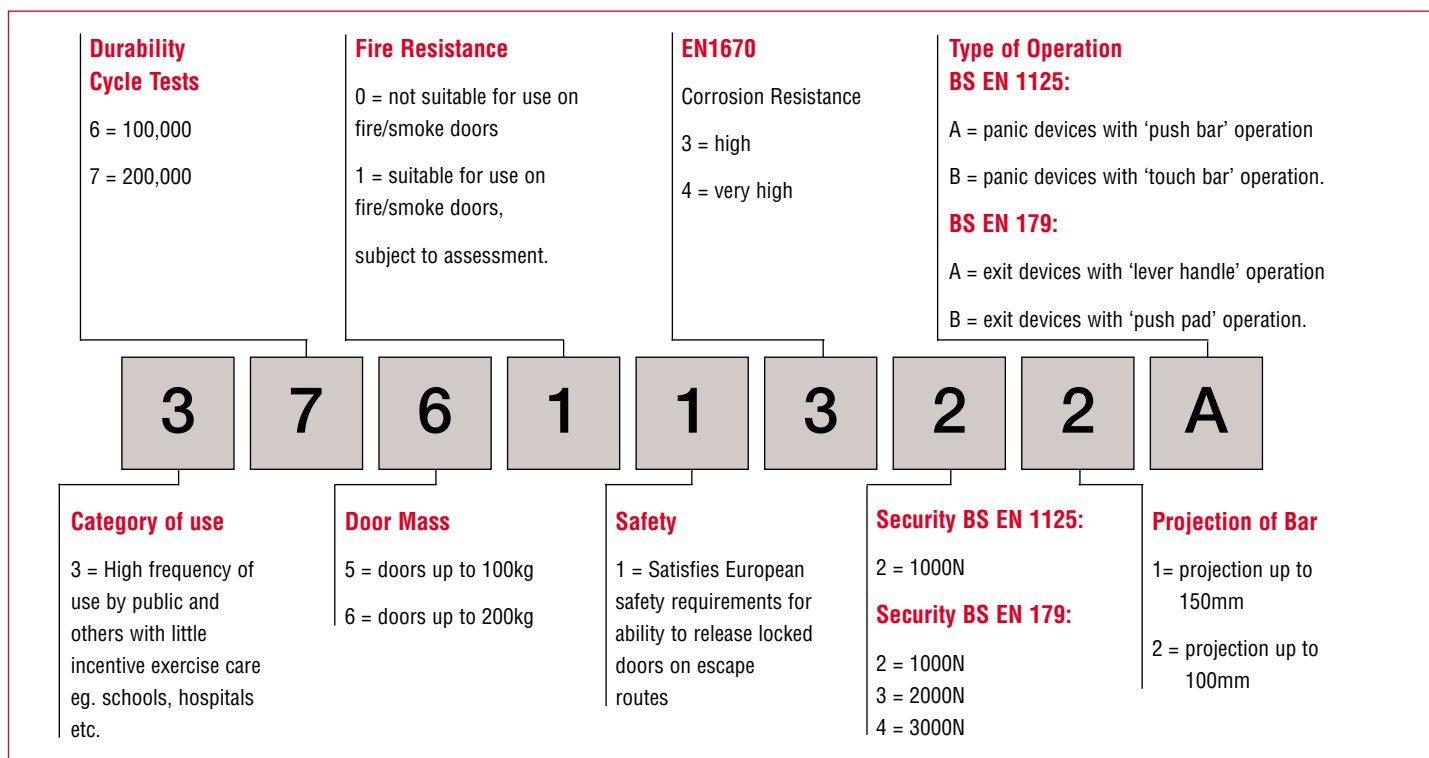 Durability
Cycle Tests
6 = 100,000
7 = 200,000
Fire Resistance
0 = not suitable for use on
fire/smoke doors
1 = suitable for use on
fire/smoke doors,
subject to assessment.
EN1670
Corrosion Resistance
3 = high
4 = very high
Type of Operation
BS EN 1125:
A = panic devices with ‘push bar’ operation
B = panic devices with ‘touch bar’ operation.
BS EN 179:
A = exit devices with ‘lever handle’ operation
B = exit devices with ‘push pad’ operation.
3 7 6 1 1 3 2 2 A
Category of use
3 = High frequency of
use by public and
others with little
incentive exercise care
eg. schools, hospitals
etc.
Door Mass
5 = doors up to 100kg
6 = doors up to 200kg
Safety
1 = Satisfies European
safety requirements for
ability to release locked
doors on escape
routes
Security BS EN 1125:
2 = 1000N
Security BS EN 179:
2 = 1000N
3 = 2000N
4 = 3000N
Projection of Bar
1= projection up to
150mm
2 = projection up to
100mm